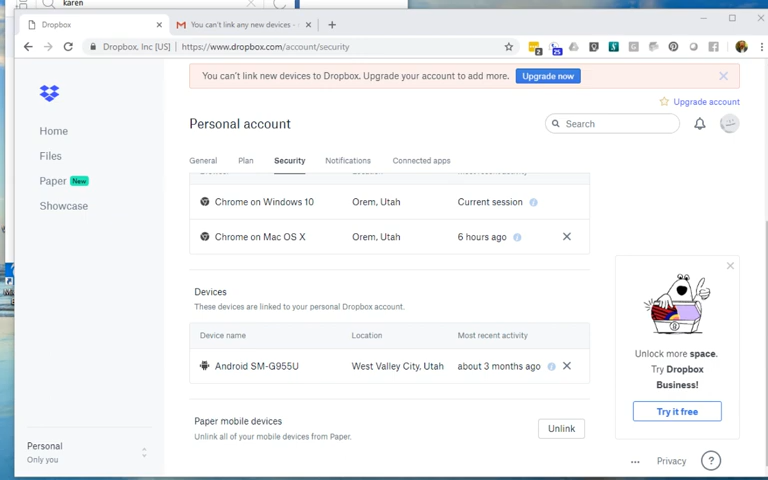 karen
Dropbox
You can't link any new devices -
Dropbox, Inc [US]
https://www.dropbox.com/account/security
2
25
You can't link new devices to Dropbox. Upgrade your account to add more.
Upgrade now
Upgrade account
Personal account
Search
Home
Files
Paper New
Showcase
General
Plan
Security
Notifications
Connected apps
Chrome on Windows 10
Orem, Utah
Current session
Chrome on Mac OS X
Orem, Utah
6 hours ago
Devices
These devices are linked to your personal Dropbox account.
Device name
Location
Most recent activity
Android SM-G955U
West Valley City, Utah
about 3 months ago
Paper mobile devices
Unlink all of your mobile devices from Paper.
Unlink
Unlock more space.
Try Dropbox
Business!
Try it free
Personal
Only you
Privacy
?